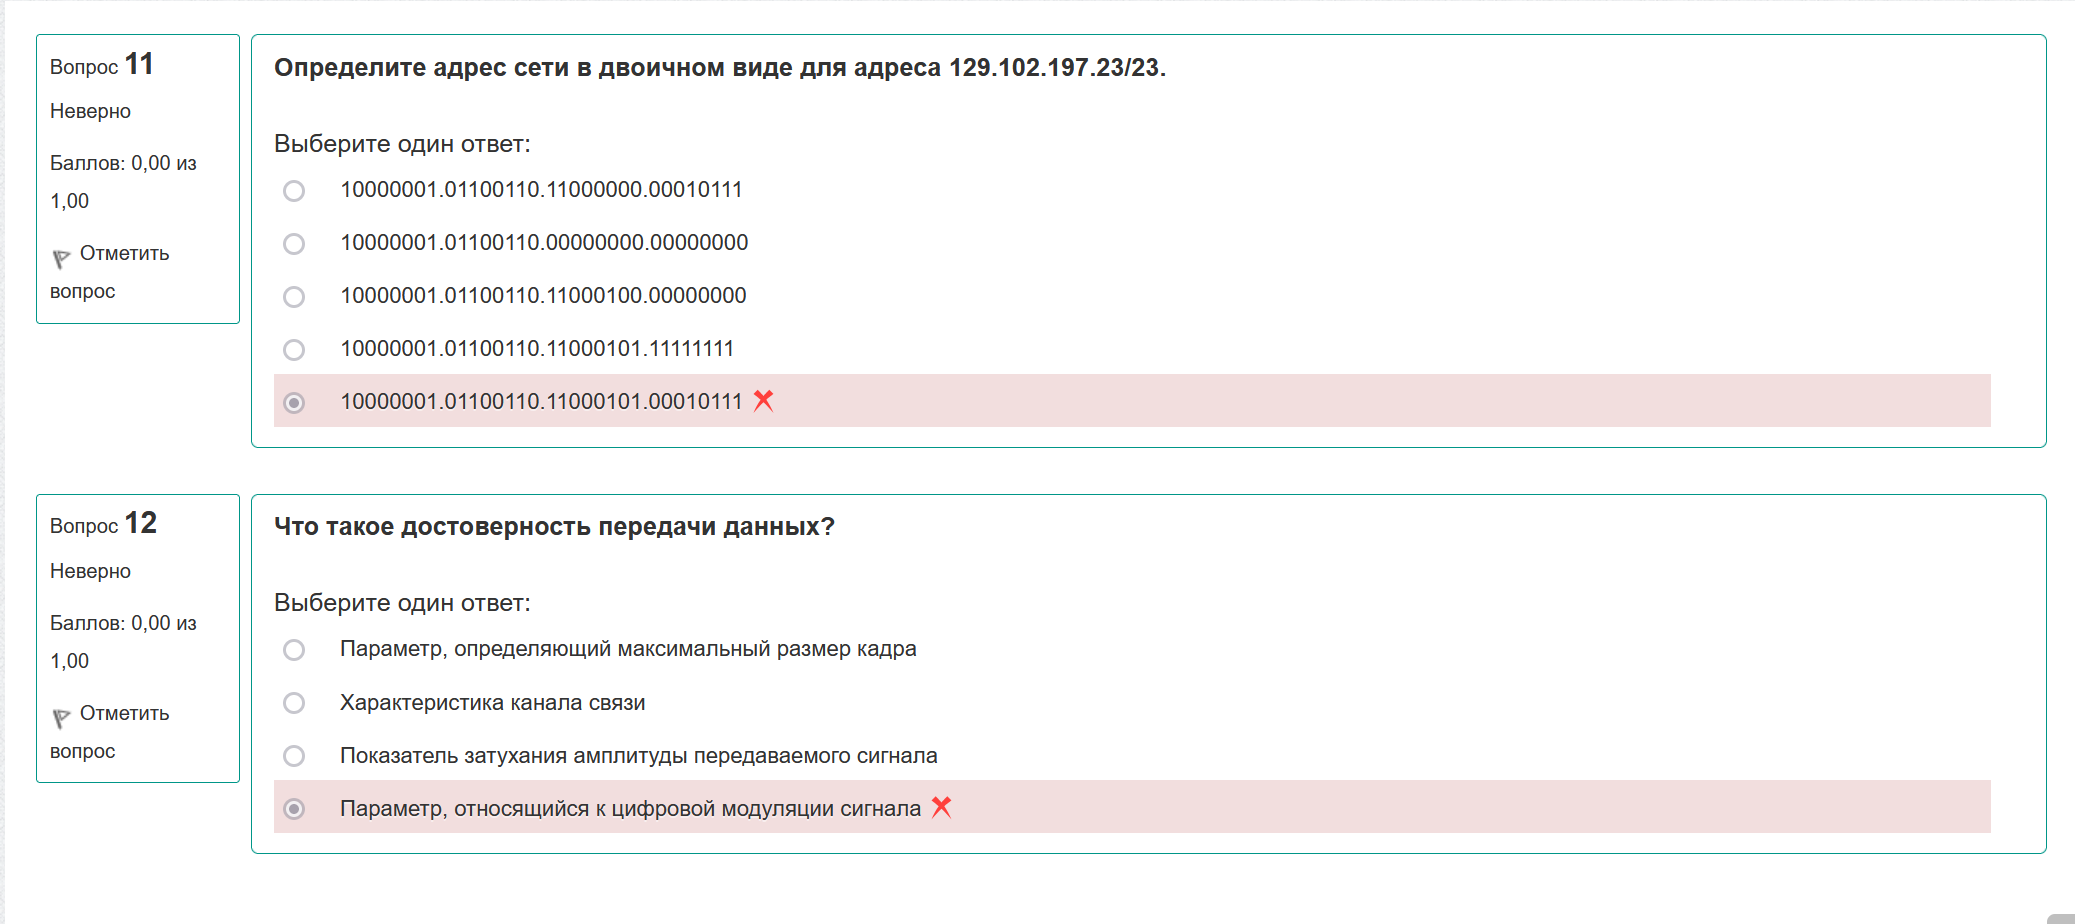 Вопрос 11
Неверно
Баллов: 0,00 из
1,00
Отметить
вопрос
Определите адрес сети в двоичном виде для адреса 129.102.197.23/23.
Выберите один ответ:
10000001.01100110.11000000.00010111
10000001.01100110.00000000.00000000
10000001.01100110.11000100.00000000
10000001.01100110.11000101.11111111
10000001.01100110.11000101.00010111
Вопрос 12
Неверно
Баллов: 0,00 из
1,00
Отметить
вопрос
Что такое достоверность передачи данных?
Выберите один ответ:
Параметр, определяющий максимальный размер кадра
Характеристика канала связи
Показатель затухания амплитуды передаваемого сигнала
Параметр, относящийся к цифровой модуляции сигнала